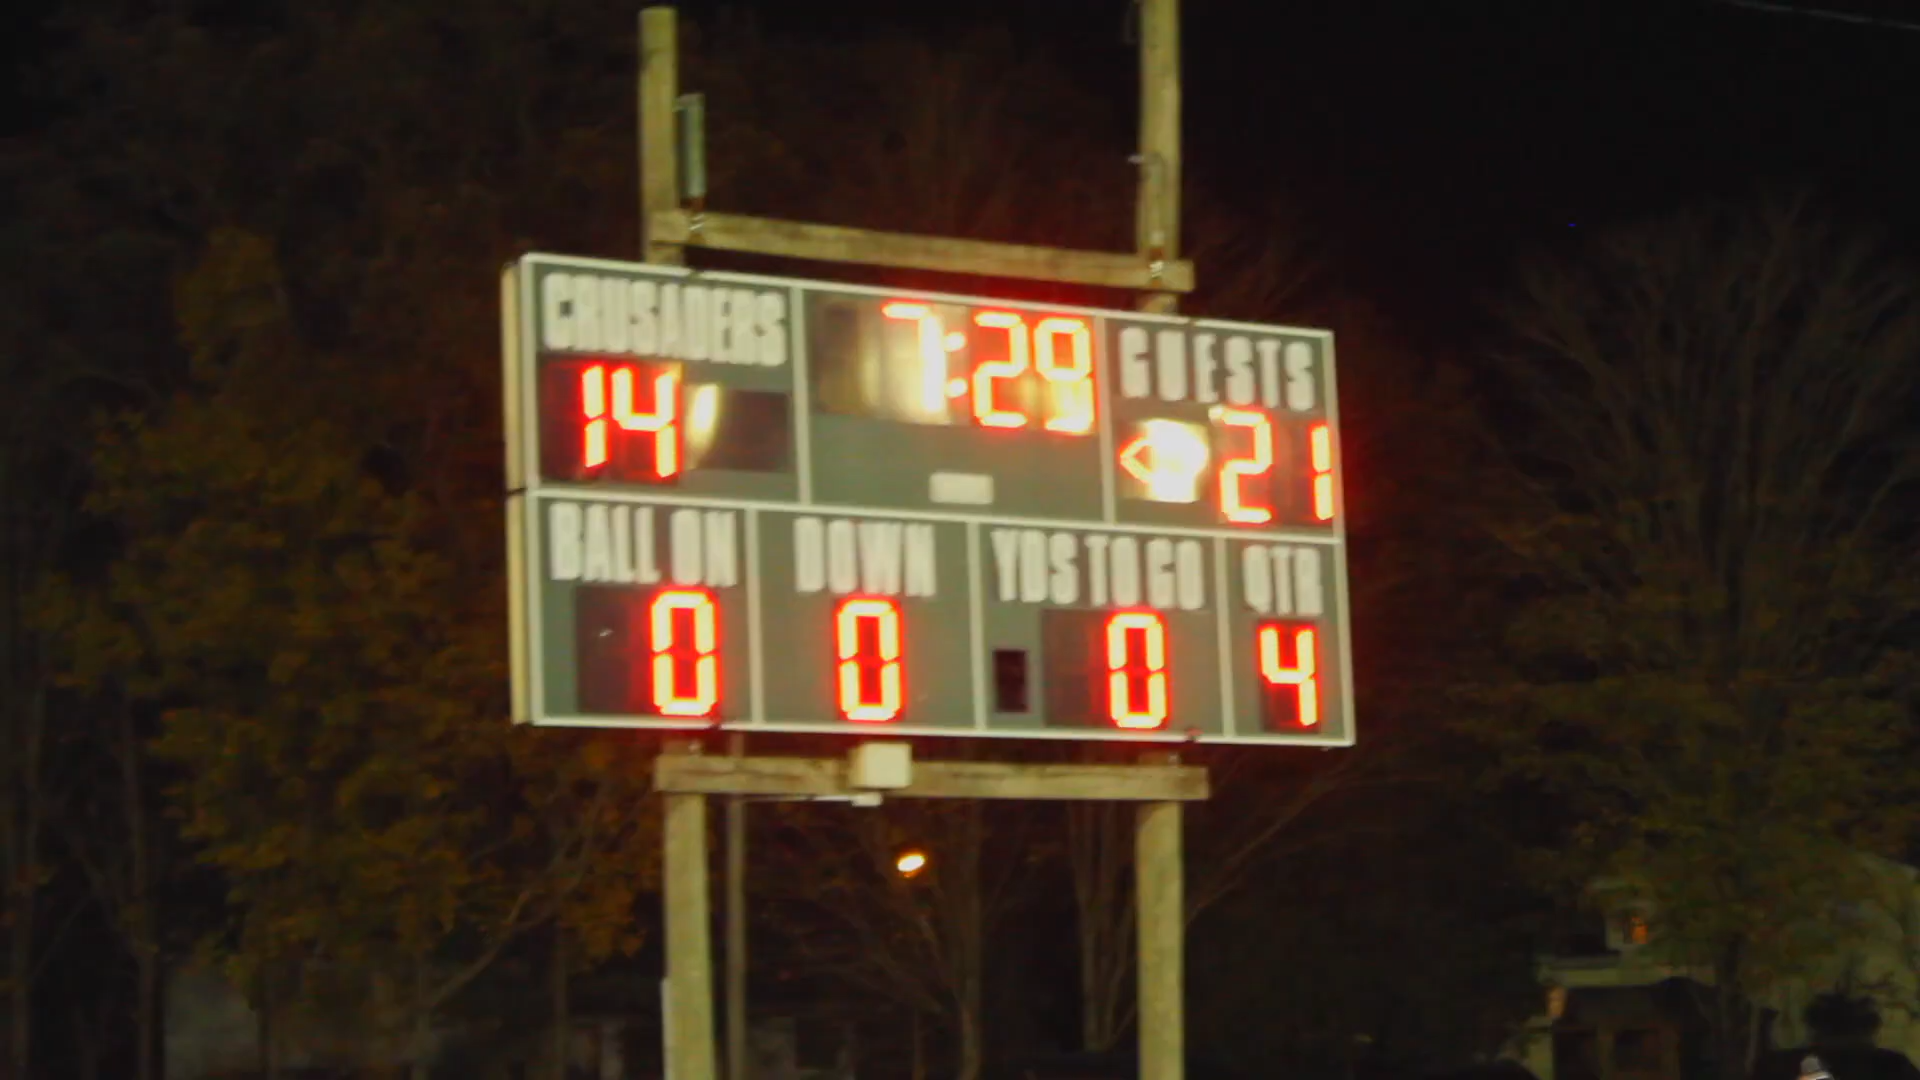 CRUSADERS 7:29 GUESTS
14 21
BALL ON DOWN YDS TO GO QTR
0 0 0 4